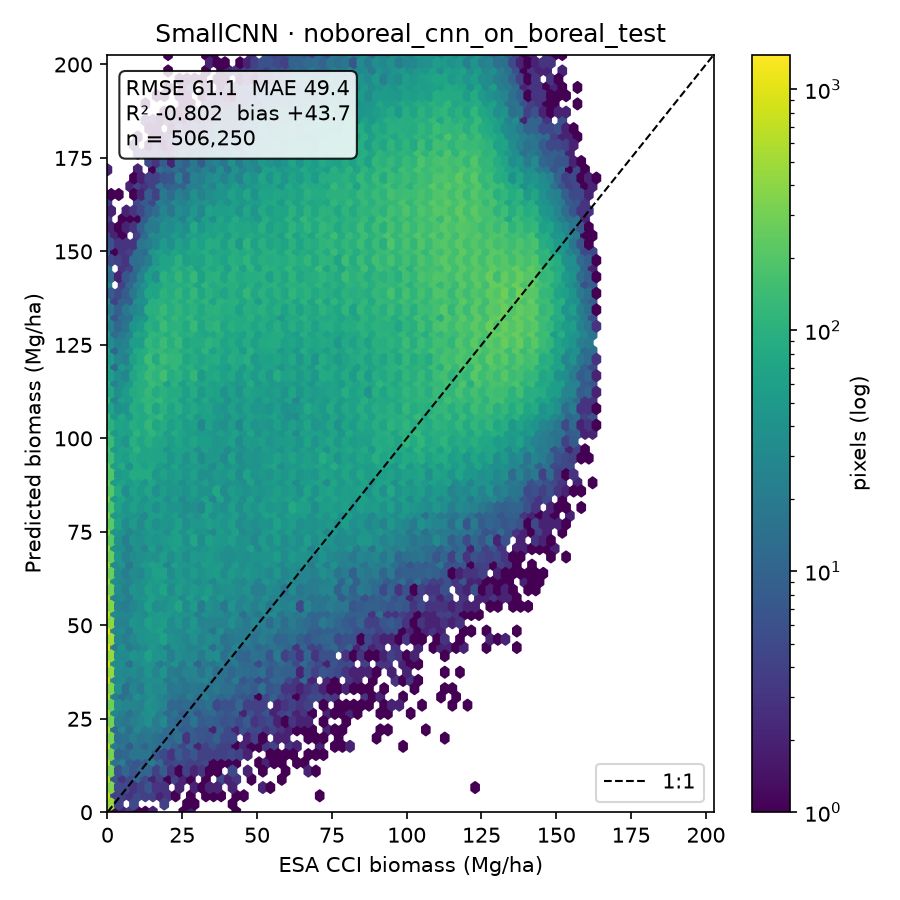 SmallCNN · noboreal_cnn_on_boreal_test
RMSE 61.1 MAE 49.4
R² -0.802 bias +43.7
n = 506,250
200
175
150
125
100
75
50
25
0
Predicted biomass (Mg/ha)
0 25 50 75 100 125 150 175 200
ESA CCI biomass (Mg/ha)
1:1
10³
10²
10¹
10⁰
pixels (log)